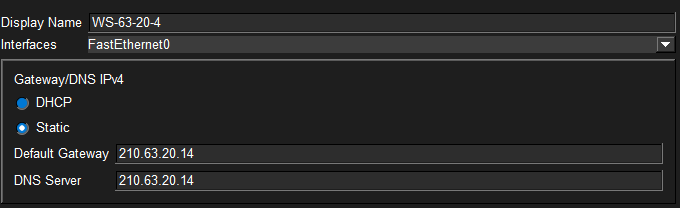 Display Name WS-63-20-4
Interfaces FastEthernet0
Gateway/DNS IPv4
DHCP
Static
Default Gateway 210.63.20.14
DNS Server 210.63.20.14